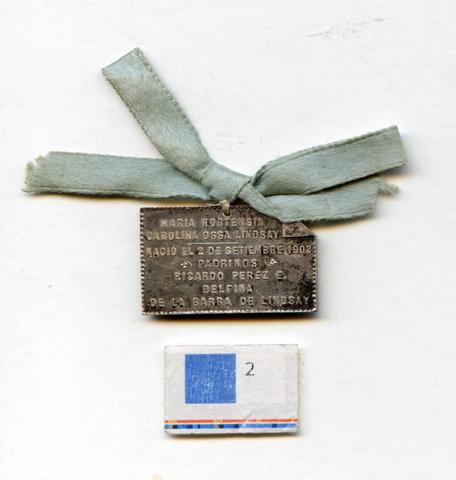 MARIA HORTENSIA
CAROLINA OSSA LINDSAY
NACIÓ EL 2 DE SETIEMBRE 1902
PADRINOS
RICARDO PEREZ E.
DELFINA
DE LA BARRA DE LINDSAY
2